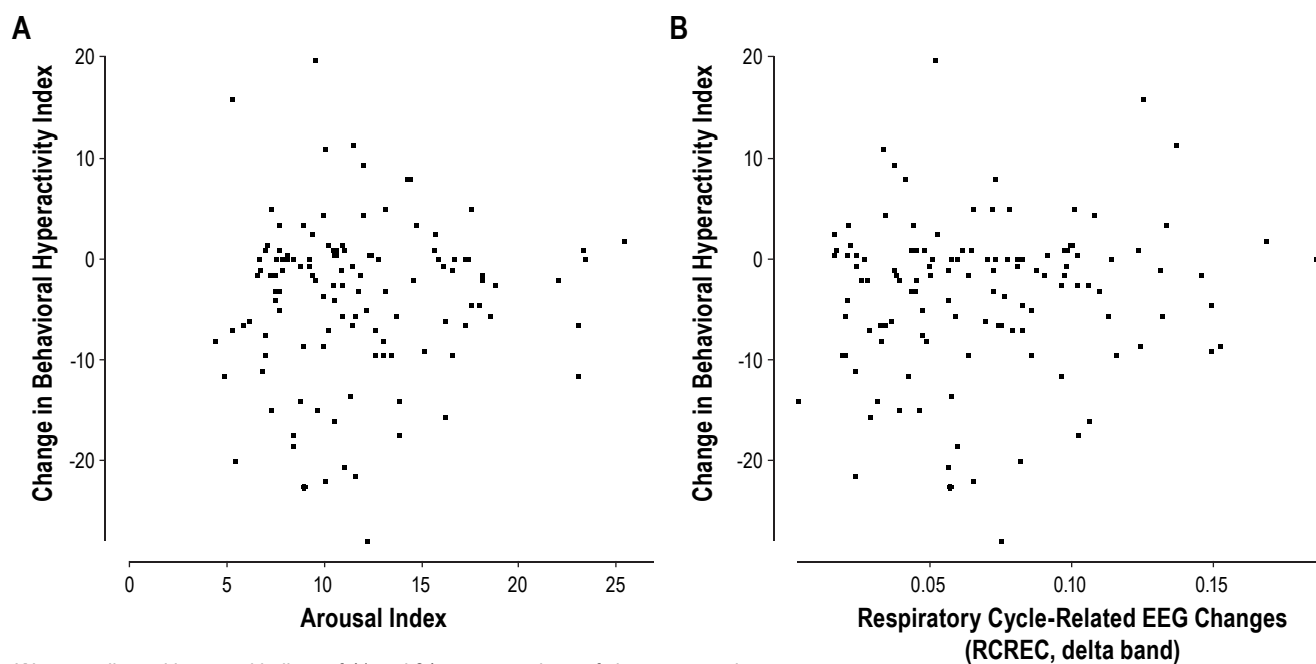 A
Change in Behavioral Hyperactivity Index
20
10
0
-10
-20
0 5 10 15 20 25
Arousal Index
B
Change in Behavioral Hyperactivity Index
20
10
0
-10
-20
0.05 0.10 0.15
Respiratory Cycle-Related EEG Changes
(RCREC, delta band)